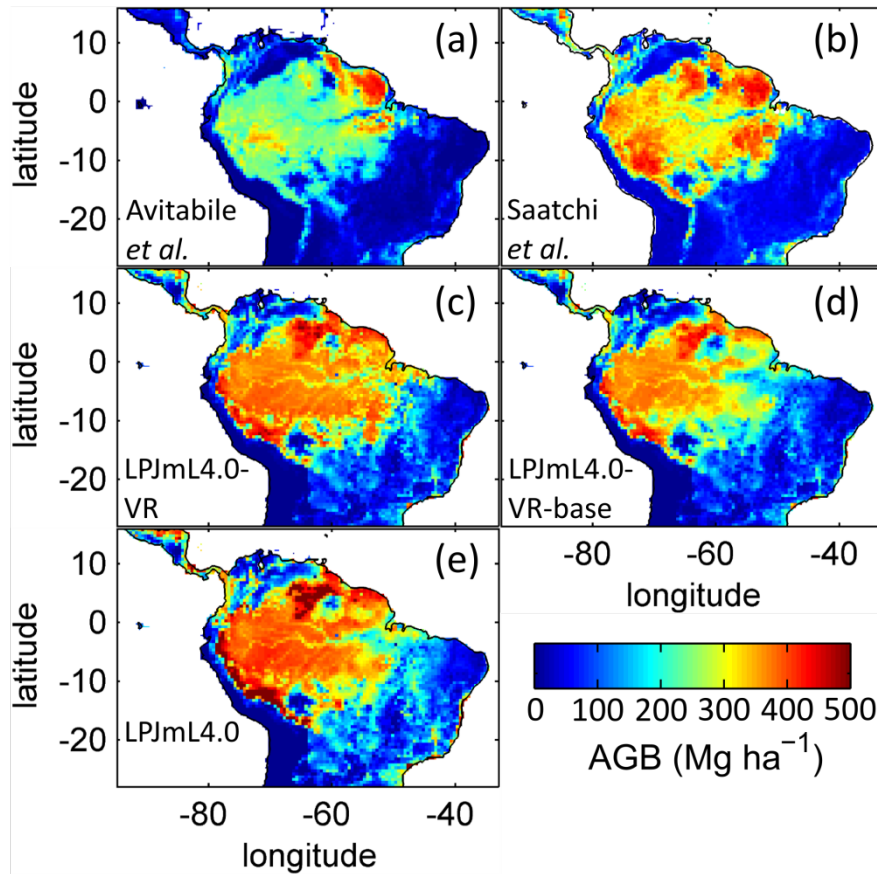 (a)
(b)
latitude
10
0
-10
-20
Avitabile
et al.
Saatchi
et al.
(c)
(d)
latitude
10
0
-10
-20
LPJmL4.0-
VR
LPJmL4.0-
VR-base
-80 -60 -40
longitude
(e)
latitude
10
0
-10
-20
LPJmL4.0
-80 -60 -40
longitude
0 100 200 300 400 500
AGB (Mg ha⁻¹)